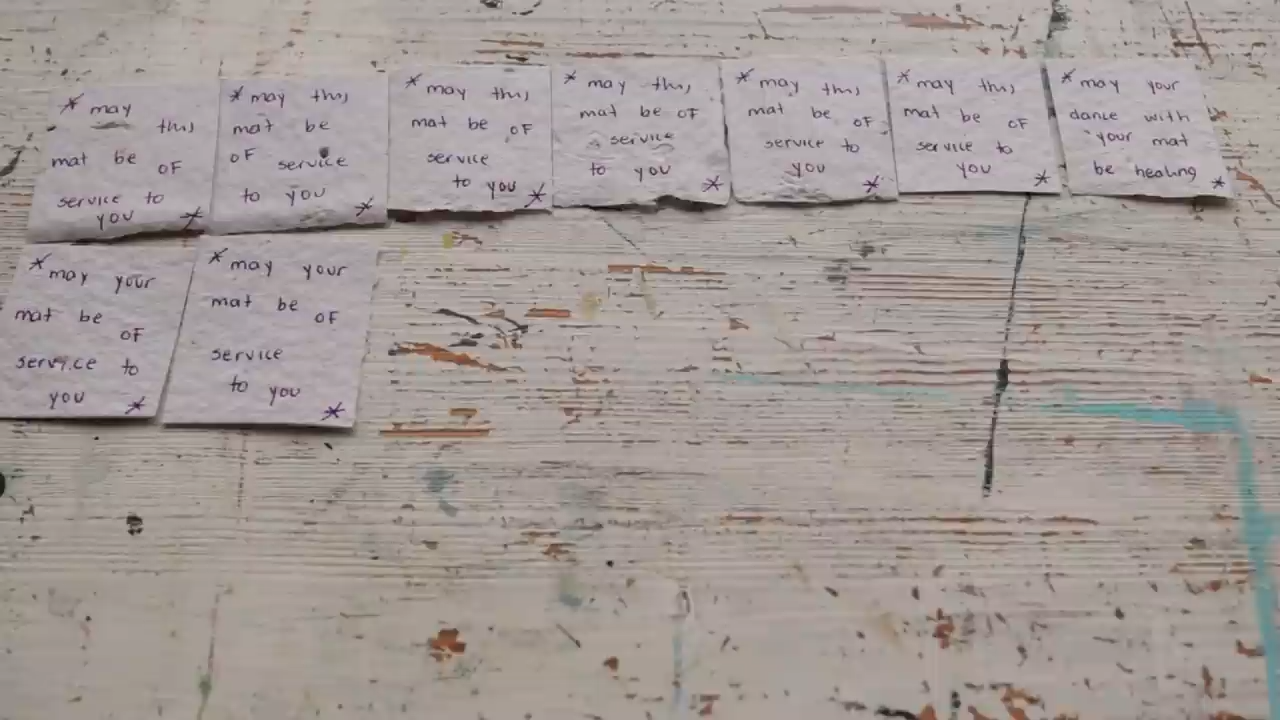 * may
this
mat be of
service to
you *
* may this
mat be
of service
to you *
* may this
mat be of
service
to you *
* may this
mat be of
service
to you *
* may this
mat be of
service to
you *
* may this
mat be of
service to
you *
* may your
dance with
your mat
be healing *
* may your
mat be of
service to
you *
* may your
mat be of
service
to you *